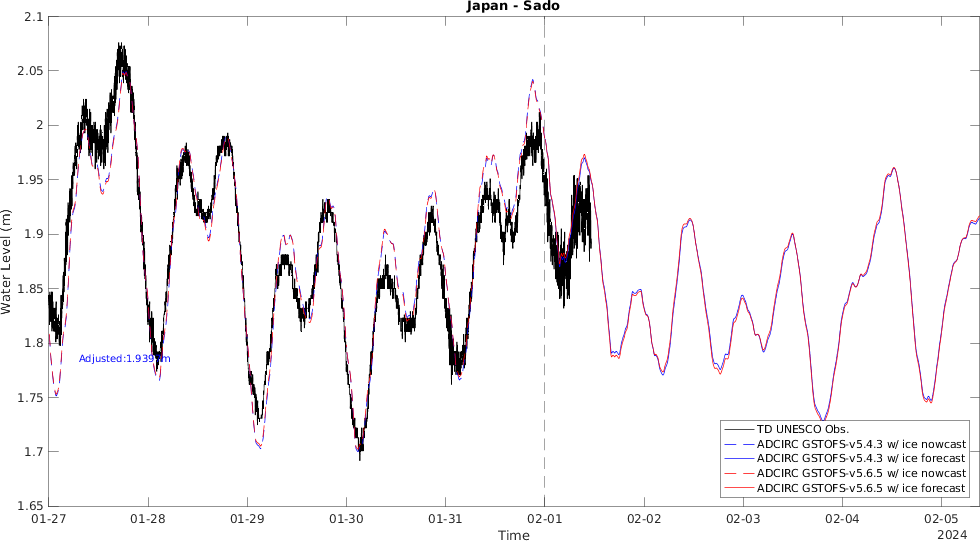 Japan - Sado
2.1
2.05
2
1.95
1.9
1.85
1.8
1.75
1.7
1.65
Water Level (m)
TD UNESCO Obs.
ADCIRC GSTOFS-v5.4.3 w/ ice nowcast
ADCIRC GSTOFS-v5.4.3 w/ ice forecast
ADCIRC GSTOFS-v5.6.5 w/ ice nowcast
ADCIRC GSTOFS-v5.6.5 w/ ice forecast
01-27 01-28 01-29 01-30 01-31 02-01 02-02 02-03 02-04 02-05
Time
2024